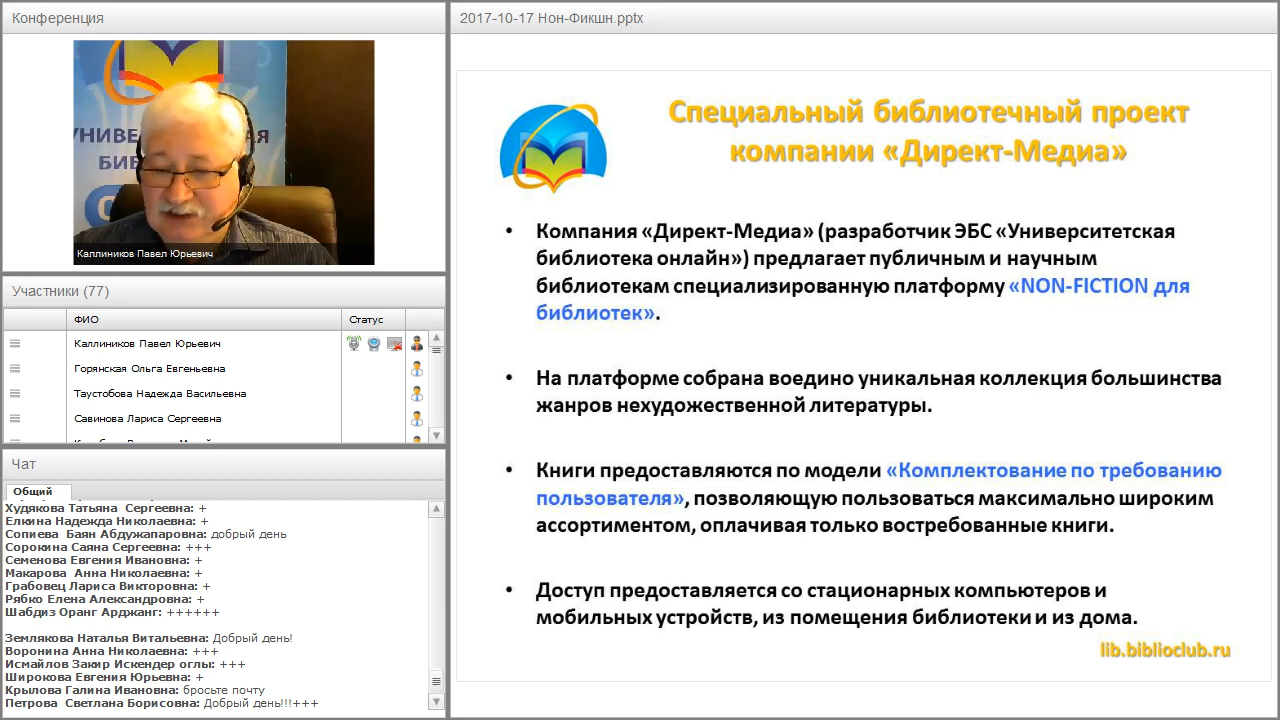 Конференция
УНИВЕ
АЯ
БИБ
Каллиников Павел Юрьевич
Участники (77)
ФИО
Статус
Каллиников Павел Юрьевич
Горянская Ольга Евгеньевна
Таустобова Надежда Васильевна
Савинова Лариса Сергеевна
Чат
Общий
Худякова Татьяна Сергеевна: +
Елкина Надежда Николаевна: +
Сопиева Баян Абдужапаровна: добрый день
Сорокина Саяна Сергеевна: +++
Семенова Евгения Ивановна: +
Макарова Анна Николаевна: +
Грабовец Лариса Викторовна: +
Рябко Елена Александровна: +
Шабдиз Оранг Арджанг: ++++++
Землякова Наталья Витальевна: Добрый день!
Воронина Анна Николаевна: +++
Исмайлов Закир Искендер оглы: +++
Широкова Евгения Юрьевна: +
Крылова Галина Ивановна: бросьте почту
Петрова Светлана Борисовна: Добрый день!!!+++
2017-10-17 Нон-Фикшн.pptx
Специальный библиотечный проект
компании «Директ-Медиа»
• Компания «Директ-Медиа» (разработчик ЭБС «Университетская
библиотека онлайн») предлагает публичным и научным
библиотекам специализированную платформу «NON-FICTION для
библиотек».
• На платформе собрана воедино уникальная коллекция большинства
жанров нехудожественной литературы.
• Книги предоставляются по модели «Комплектование по требованию
пользователя», позволяющую пользоваться максимально широким
ассортиментом, оплачивая только востребованные книги.
• Доступ предоставляется со стационарных компьютеров и
мобильных устройств, из помещения библиотеки и из дома.
lib.biblioclub.ru